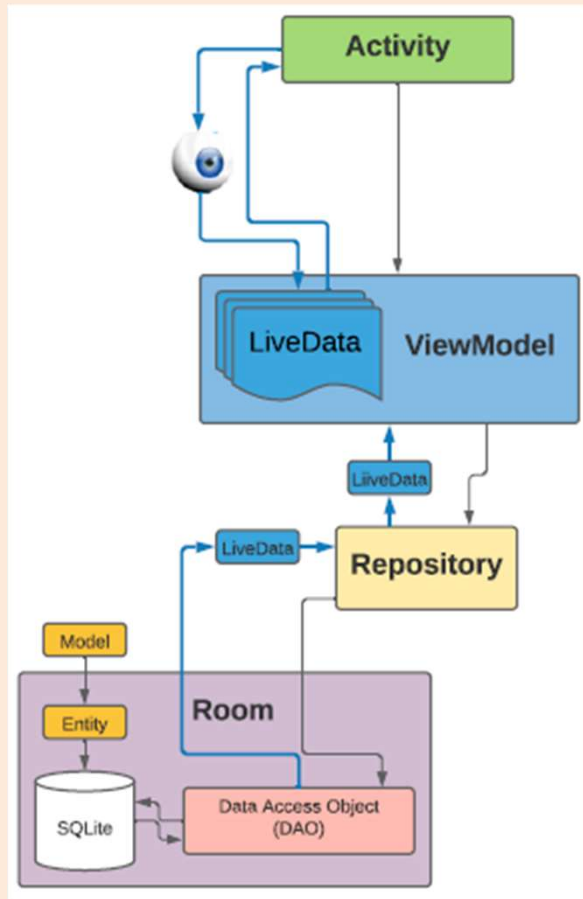 Activity
LiveData
ViewModel
LiiveData
LiveData
Repository
Model
Room
Entity
SQLite
Data Access Object
(DAO)